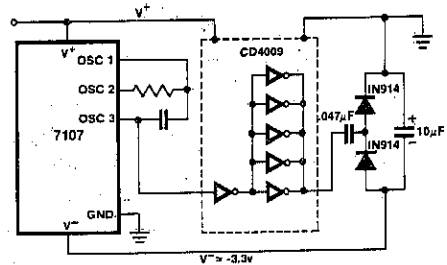 V+
V+
OSC 1
OSC 2
OSC 3
7107
GND
V−
CD4009
.047µF
IN914
IN914
+
10µF
−
V− ≈ -3.3v